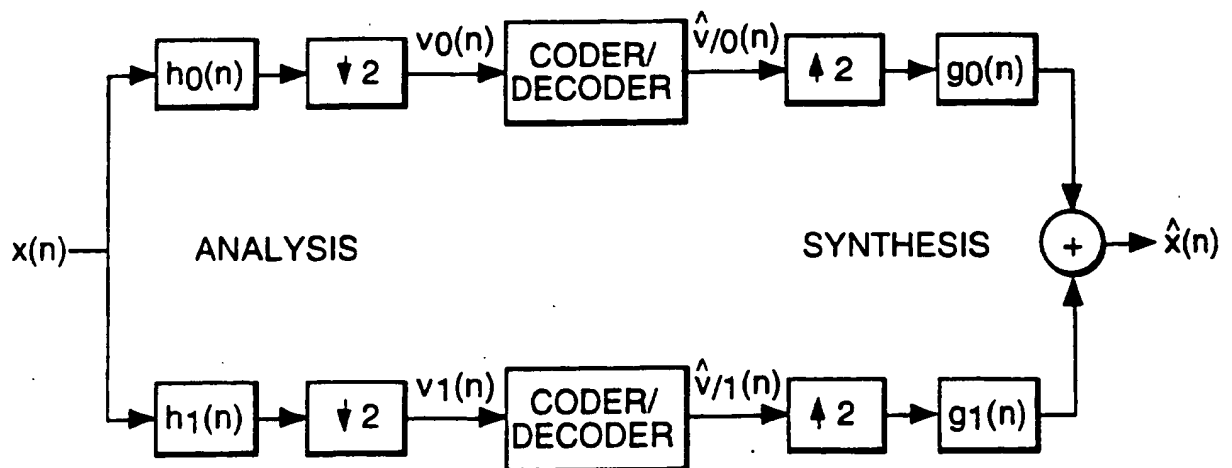 h0(n)
↓2
v0(n)
CODER/
DECODER
v̂/0(n)
↑2
g0(n)
x(n)
ANALYSIS
SYNTHESIS
+
x̂(n)
h1(n)
↓2
v1(n)
CODER/
DECODER
v̂/1(n)
↑2
g1(n)